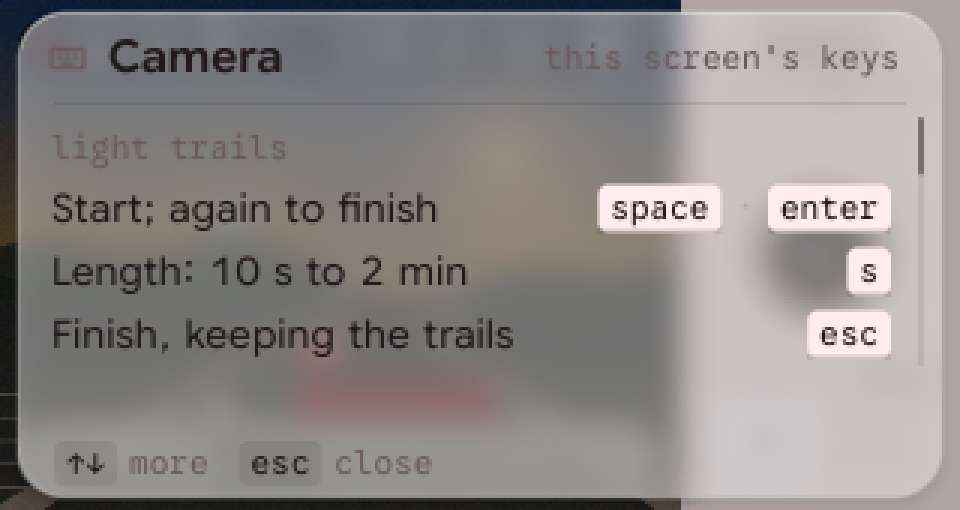 Camera this screen's keys
light trails
Start; again to finish space · enter
Length: 10 s to 2 min s
Finish, keeping the trails esc
↑↓ more esc close